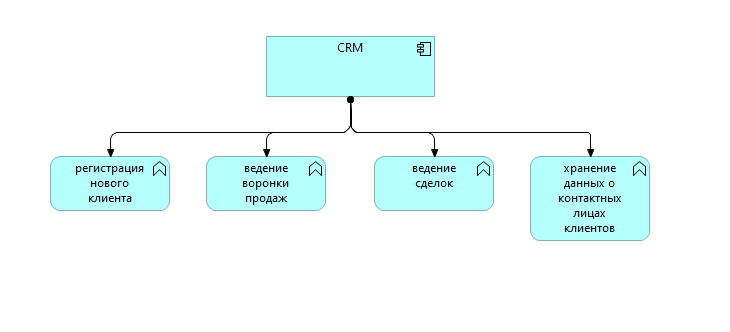 CRM
регистрация
нового
клиента
ведение
воронки
продаж
ведение
сделок
хранение
данных о
контактных
лицах
клиентов